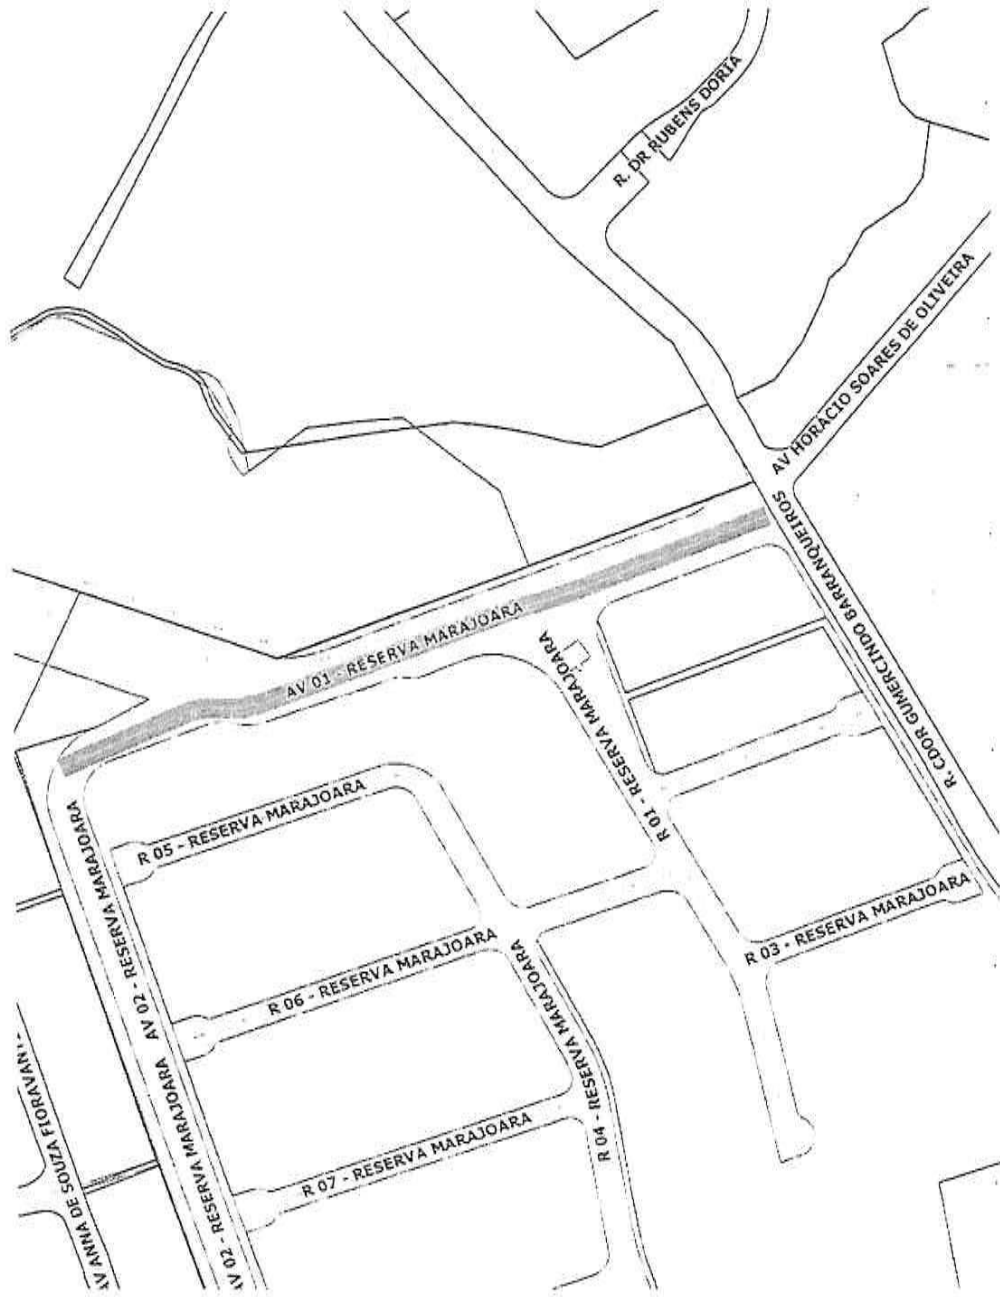 R. DR RUBENS DORIA
AV HORACIO SOARES DE OLIVEIRA
R. CDOR GUMERCINDO BARRANQUEIROS
AV 01 - RESERVA MARAJOARA
R 01 - RESERVA MARAJOARA
R 05 - RESERVA MARAJOARA
AV 02 - RESERVA MARAJOARA
R 03 - RESERVA MARAJOARA
R 06 - RESERVA MARAJOARA
R 04 - RESERVA MARAJOARA
AV 02 - RESERVA MARAJOARA
R 07 - RESERVA MARAJOARA
AV ANNA DE SOUZA FIORAVANT